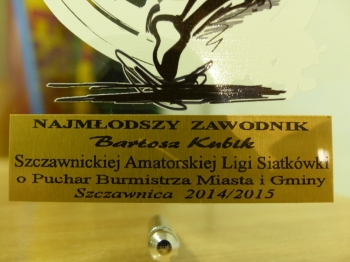 NAJMŁODSZY ZAWODNIK
Bartosz Kubik
Szczawnickiej Amatorskiej Ligi Siatkówki
o Puchar Burmistrza Miasta i Gminy
Szczawnica 2014/2015